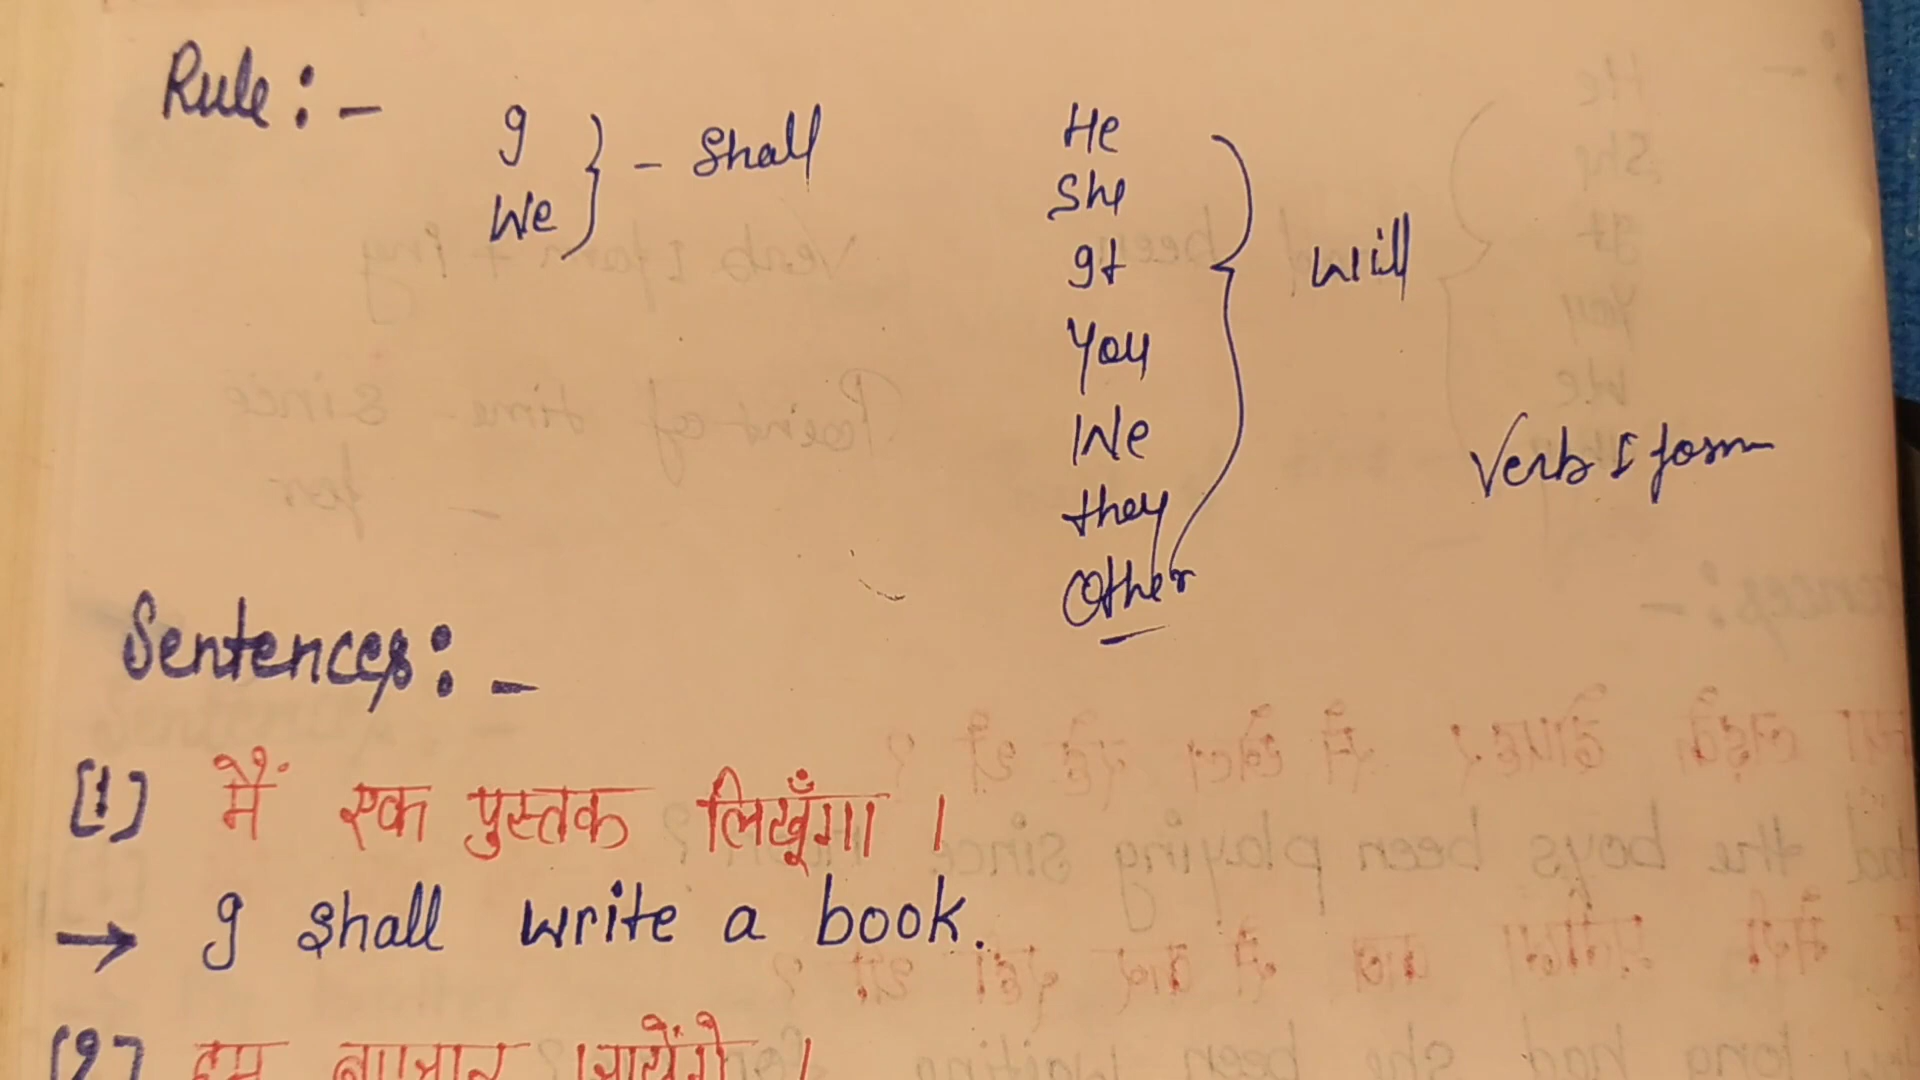 Rule :-
I
We
} - Shall
He
She
It
You
We
they
Other
} will
Verb I form
Sentences :-
[1] मैं एक पुस्तक लिखूँगा ।
→ I shall write a book.
[2] हम बाजार जायेंगे ।